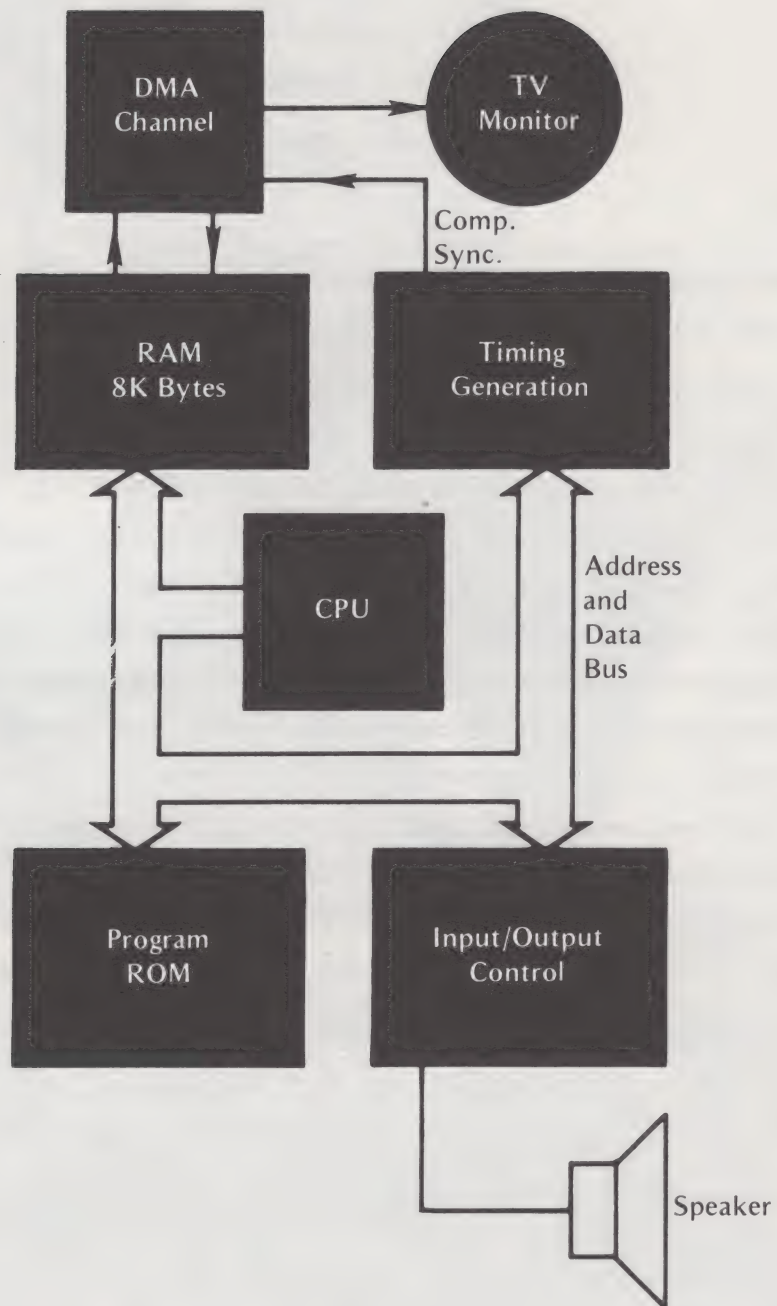 DMA
Channel
TV
Monitor
Comp.
Sync.
RAM
8K Bytes
Timing
Generation
CPU
Address
and
Data
Bus
Program
ROM
Input/Output
Control
Speaker